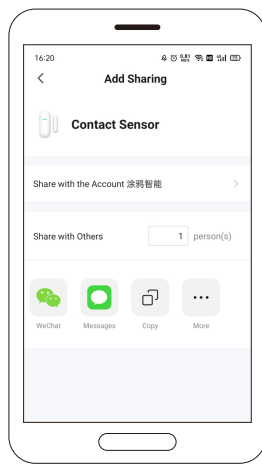 16:20
Add Sharing
Contact Sensor
Share with the Account 涂鸦智能
Share with Others 1 person(s)
WeChat Messages Copy More